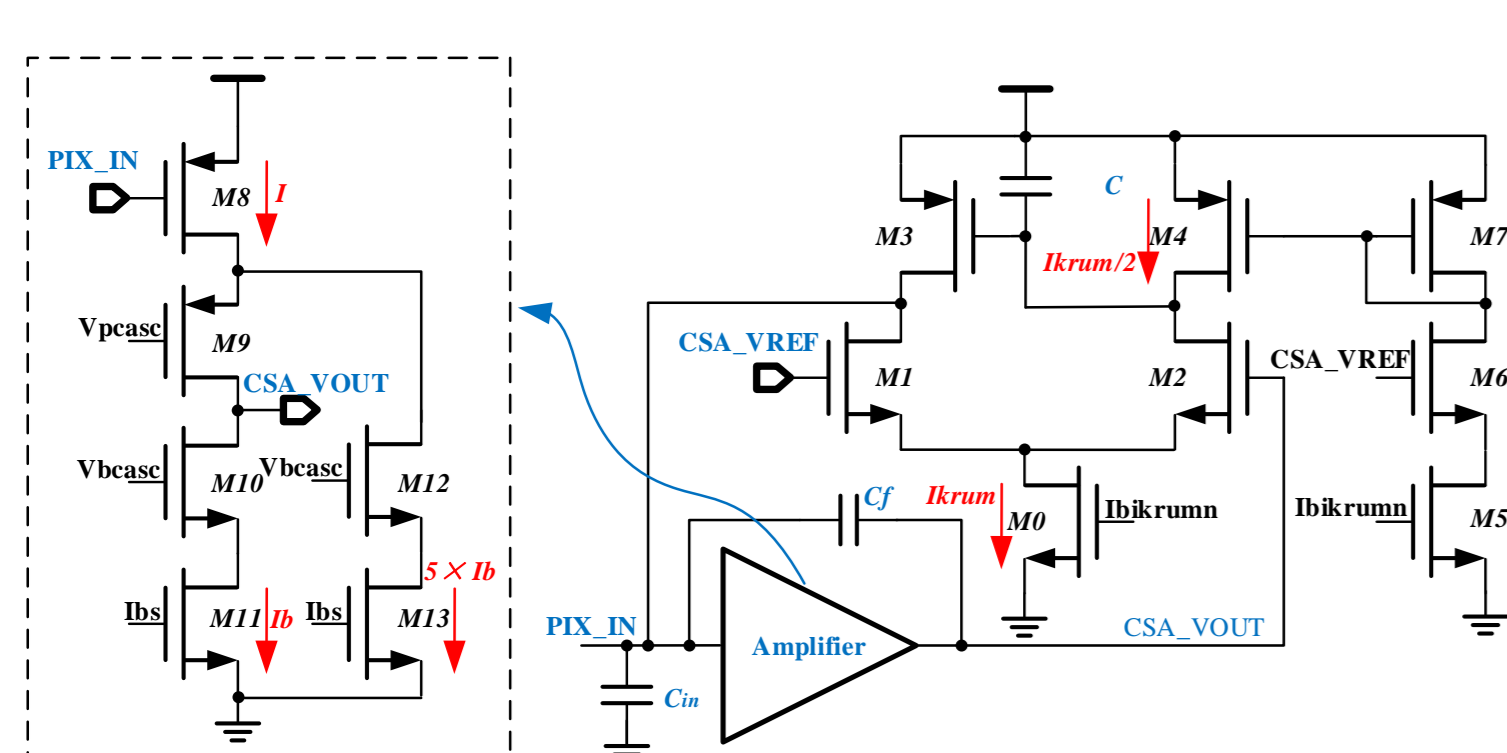 PIX_IN
M8
I
Vpcasc
M9
CSA_VOUT
Vbcasc
M10
Vbcasc
M12
5×Ib
Ibs
M11
Ib
Ibs
M13
C
M3
M4
M7
Ikrum/2
CSA_VREF
M1
M2
CSA_VREF
M6
Cf
Ikrum
M0
Ibikrumn
Ibikrumn
M5
PIX_IN
Amplifier
CSA_VOUT
Cin